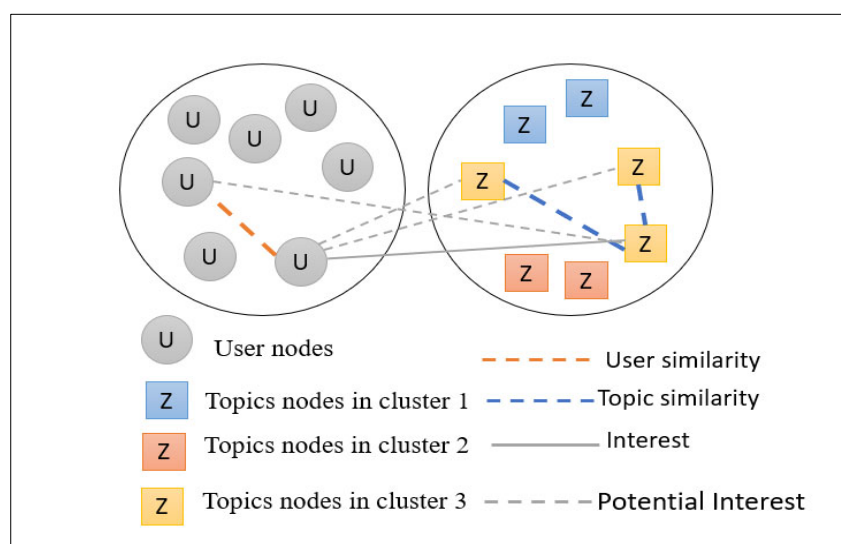 U
U
U
U
U
U
U
Z
Z
Z
Z
Z
Z
Z
U User nodes
Z Topics nodes in cluster 1
Z Topics nodes in cluster 2
Z Topics nodes in cluster 3
User similarity
Topic similarity
Interest
Potential Interest